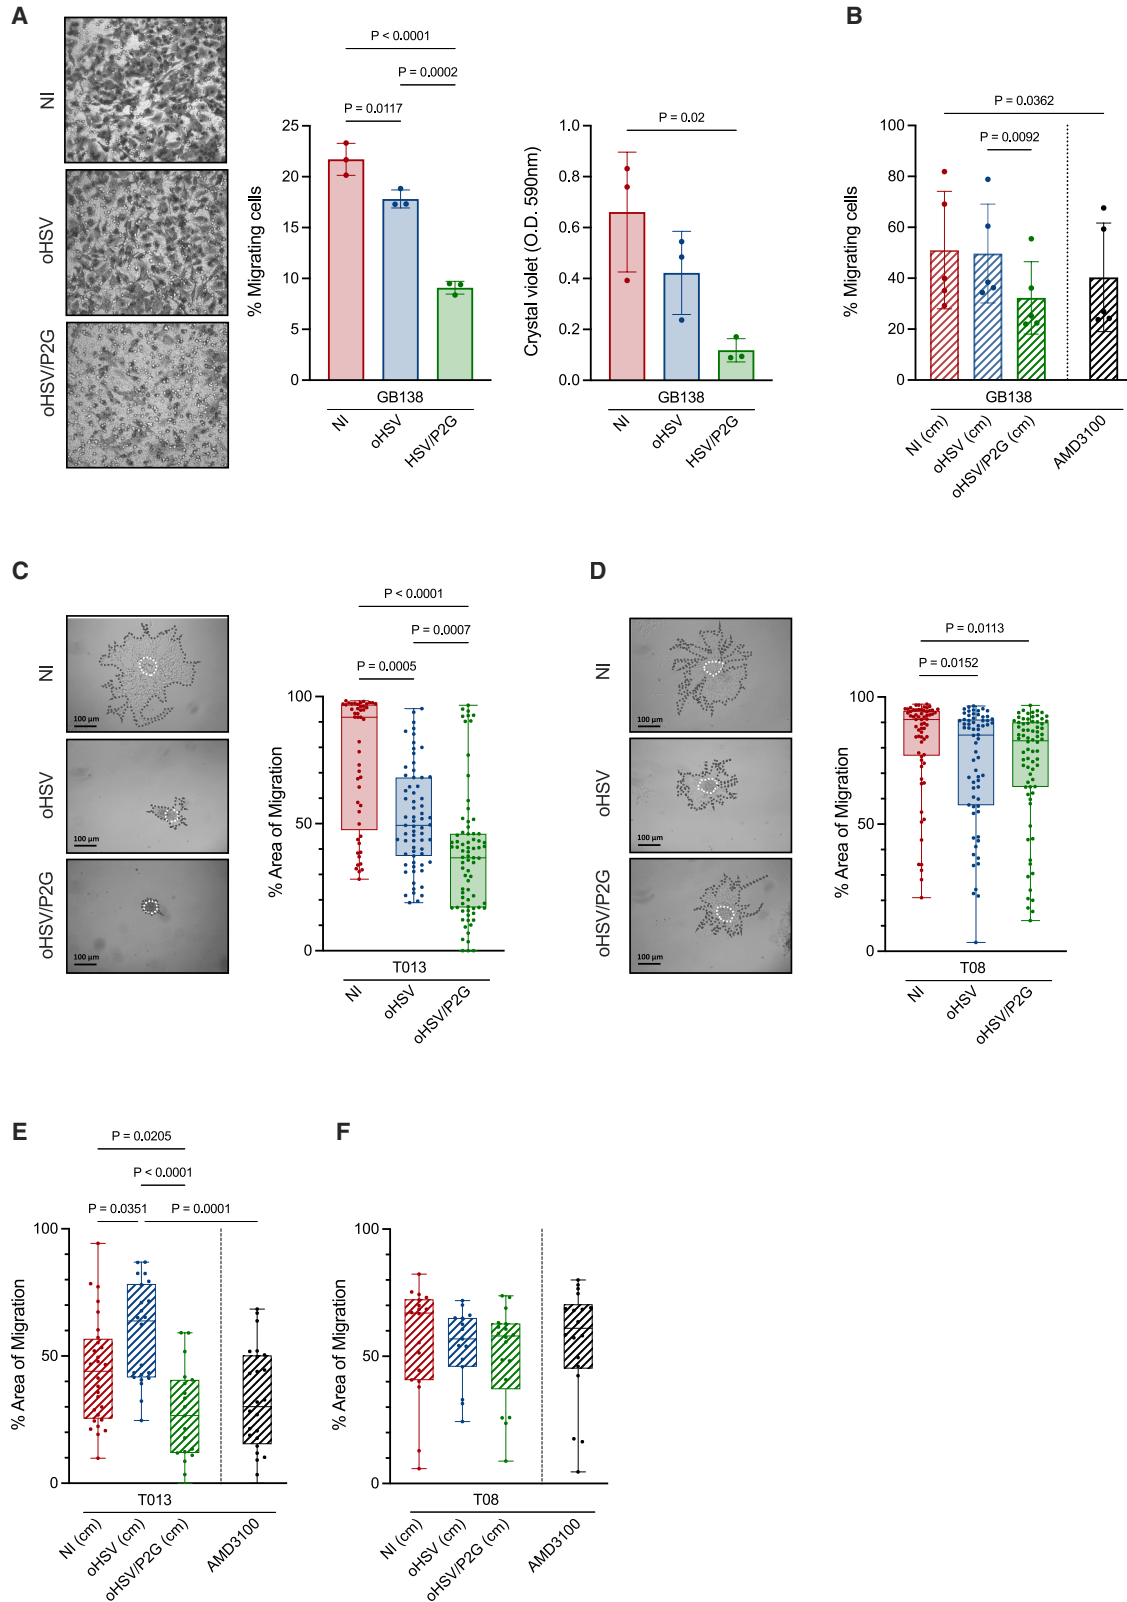 A
NI
oHSV
oHSV/P2G
P < 0.0001
P = 0.0002
P = 0.0117
% Migrating cells
25
20
15
10
5
0
GB138
NI
oHSV
HSV/P2G
P = 0.02
Crystal violet (O.D. 590nm)
1.0
0.8
0.6
0.4
0.2
0.0
GB138
NI
oHSV
HSV/P2G
B
P = 0.0362
P = 0.0092
% Migrating cells
100
80
60
40
20
0
GB138
NI (cm)
oHSV (cm)
oHSV/P2G (cm)
AMD3100
C
NI
100 µm
oHSV
100 µm
oHSV/P2G
100 µm
P < 0.0001
P = 0.0007
P = 0.0005
% Area of Migration
100
50
0
T013
NI
oHSV
oHSV/P2G
D
NI
100 µm
oHSV
100 µm
oHSV/P2G
100 µm
P = 0.0113
P = 0.0152
% Area of Migration
100
50
0
T08
NI
oHSV
oHSV/P2G
E
P = 0.0205
P < 0.0001
P = 0.0351
P = 0.0001
% Area of Migration
100
50
0
T013
NI (cm)
oHSV (cm)
oHSV/P2G (cm)
AMD3100
F
% Area of Migration
100
50
0
T08
NI (cm)
oHSV (cm)
oHSV/P2G (cm)
AMD3100